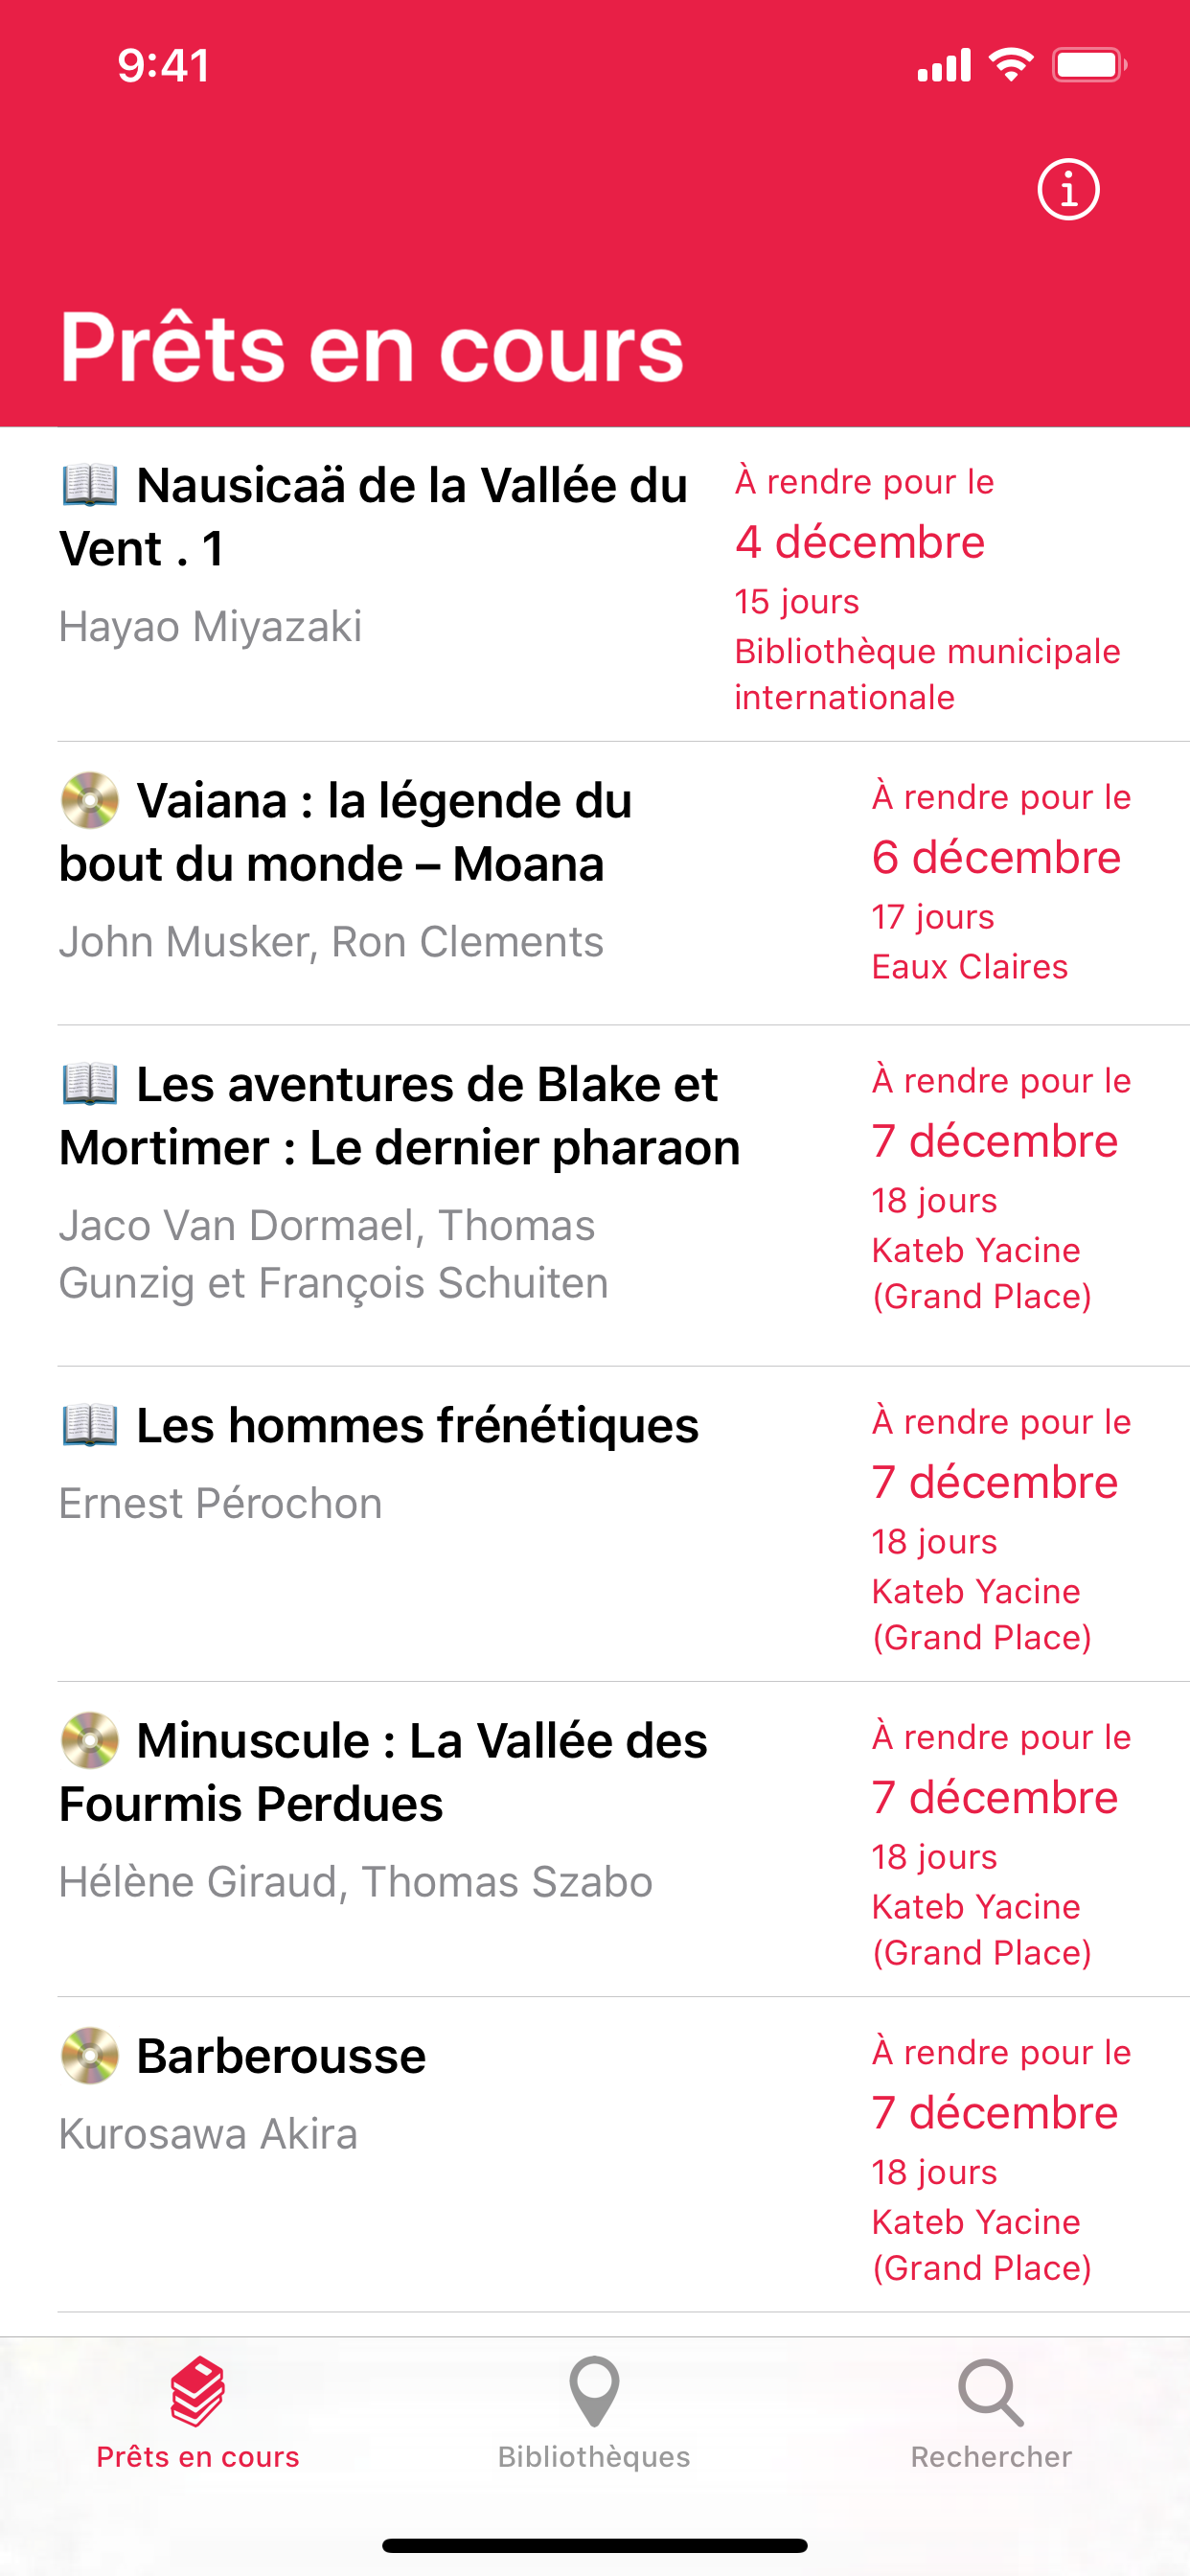 9:41
Prêts en cours
Nausicaä de la Vallée du
Vent . 1
Hayao Miyazaki
À rendre pour le
4 décembre
15 jours
Bibliothèque municipale
internationale
Vaiana : la légende du
bout du monde – Moana
John Musker, Ron Clements
À rendre pour le
6 décembre
17 jours
Eaux Claires
Les aventures de Blake et
Mortimer : Le dernier pharaon
Jaco Van Dormael, Thomas
Gunzig et François Schuiten
À rendre pour le
7 décembre
18 jours
Kateb Yacine
(Grand Place)
Les hommes frénétiques
Ernest Pérochon
À rendre pour le
7 décembre
18 jours
Kateb Yacine
(Grand Place)
Minuscule : La Vallée des
Fourmis Perdues
Hélène Giraud, Thomas Szabo
À rendre pour le
7 décembre
18 jours
Kateb Yacine
(Grand Place)
Barberousse
Kurosawa Akira
À rendre pour le
7 décembre
18 jours
Kateb Yacine
(Grand Place)
Prêts en cours
Bibliothèques
Rechercher